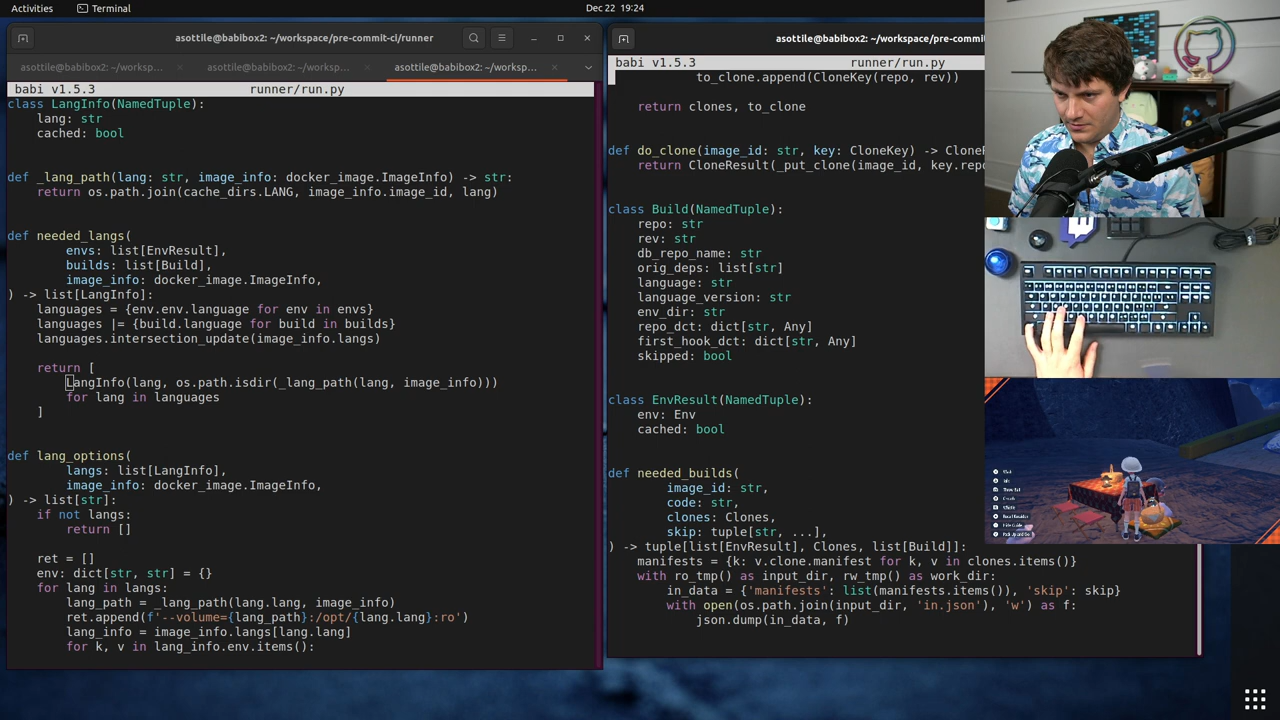 Activities
Terminal
Dec 22 19:24
asottile@babibox2: ~/workspace/pre-commit-ci/runner
asottile@babibox2: ~/worksp…
asottile@babibox2: ~/worksp…
asottile@babibox2: ~/worksp…
babi v1.5.3 runner/run.py
class LangInfo(NamedTuple):
    lang: str
    cached: bool
def _lang_path(lang: str, image_info: docker_image.ImageInfo) -> str:
    return os.path.join(cache_dirs.LANG, image_info.image_id, lang)
def needed_langs(
        envs: list[EnvResult],
        builds: list[Build],
        image_info: docker_image.ImageInfo,
) -> list[LangInfo]:
    languages = {env.env.language for env in envs}
    languages |= {build.language for build in builds}
    languages.intersection_update(image_info.langs)
    return [
        LangInfo(lang, os.path.isdir(_lang_path(lang, image_info)))
        for lang in languages
    ]
def lang_options(
        langs: list[LangInfo],
        image_info: docker_image.ImageInfo,
) -> list[str]:
    if not langs:
        return []
    ret = []
    env: dict[str, str] = {}
    for lang in langs:
        lang_path = _lang_path(lang.lang, image_info)
        ret.append(f'--volume={lang_path}:/opt/{lang.lang}:ro')
        lang_info = image_info.langs[lang.lang]
        for k, v in lang_info.env.items():
asottile@babibox2: ~/workspace/pre-commit
babi v1.5.3 runner/run.py
            to_clone.append(CloneKey(repo, rev))
    return clones, to_clone
def do_clone(image_id: str, key: CloneKey) -> CloneR
    return CloneResult(_put_clone(image_id, key.repo
class Build(NamedTuple):
    repo: str
    rev: str
    db_repo_name: str
    orig_deps: list[str]
    language: str
    language_version: str
    env_dir: str
    repo_dct: dict[str, Any]
    first_hook_dct: dict[str, Any]
    skipped: bool
class EnvResult(NamedTuple):
    env: Env
    cached: bool
def needed_builds(
        image_id: str,
        code: str,
        clones: Clones,
        skip: tuple[str, ...],
) -> tuple[list[EnvResult], Clones, list[Build]]:
    manifests = {k: v.clone.manifest for k, v in clones.items()}
    with ro_tmp() as input_dir, rw_tmp() as work_dir:
        in_data = {'manifests': list(manifests.items()), 'skip': skip}
        with open(os.path.join(input_dir, 'in.json'), 'w') as f:
            json.dump(in_data, f)